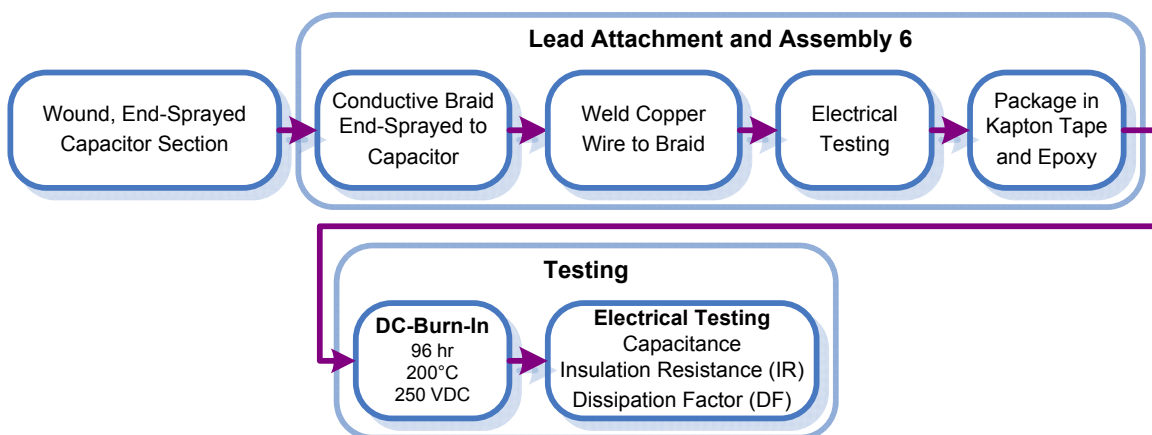 Lead Attachment and Assembly 6
Wound, End-Sprayed
Capacitor Section
Conductive Braid
End-Sprayed to
Capacitor
Weld Copper
Wire to Braid
Electrical
Testing
Package in
Kapton Tape
and Epoxy
Testing
DC-Burn-In
96 hr
200°C
250 VDC
Electrical Testing
Capacitance
Insulation Resistance (IR)
Dissipation Factor (DF)